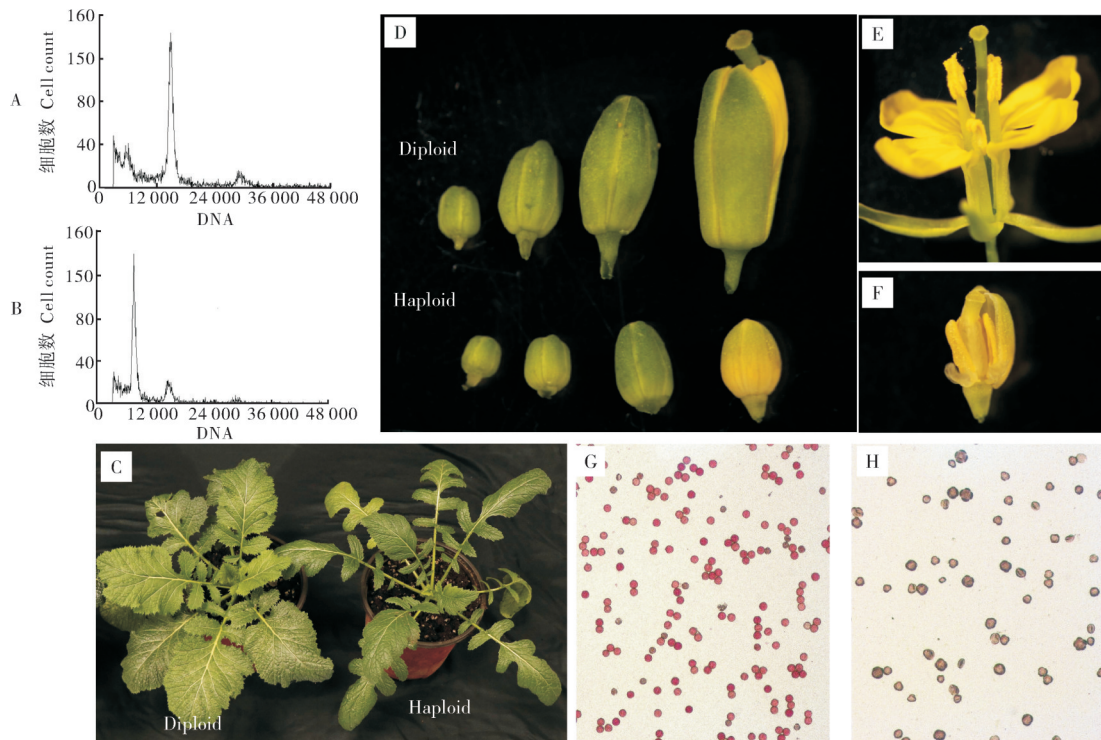 A
细胞数 Cell count
160
150
80
40
0
0 12 000 24 000 36 000 48 000
DNA
B
细胞数 Cell count
160
150
80
40
0
0 12 000 24 000 36 000 48 000
DNA
D
Diploid
Haploid
E
F
C
Diploid
Haploid
G
H